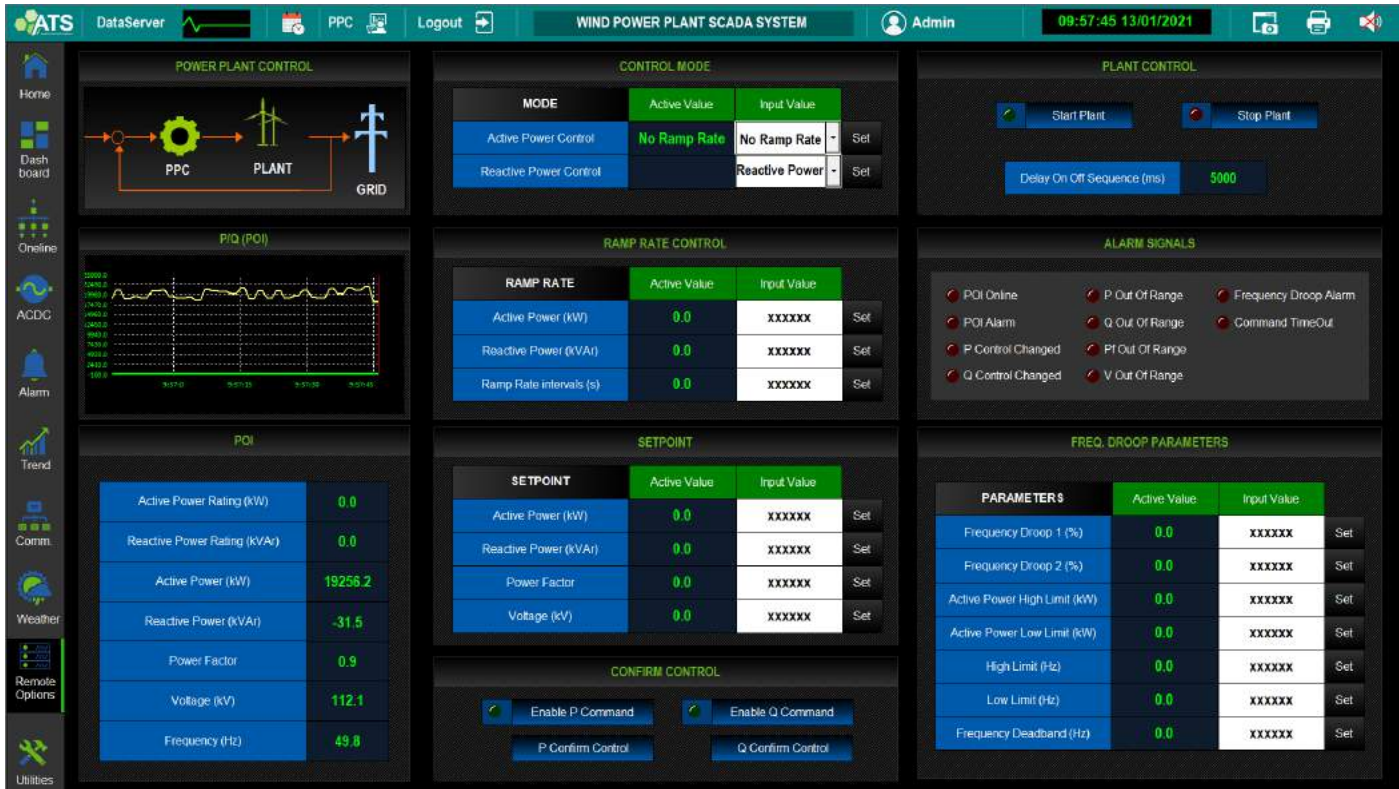 ATS DataServer PPC Logout WIND POWER PLANT SCADA SYSTEM Admin 09:57:45 13/01/2021
Home
Dash
board
Oneline
ACDC
Alarm
Trend
Comm.
Weather
Remote
Options
Utilities
POWER PLANT CONTROL
PPC
PLANT
GRID
P/Q (POI)
9:57:0 9:57:15 9:57:30 9:57:45
POI
Active Power Rating (kW) 0.0
Reactive Power Rating (kVAr) 0.0
Active Power (kW) 19256.2
Reactive Power (kVAr) -31.5
Power Factor 0.9
Voltage (kV) 112.1
Frequency (Hz) 49.8
CONTROL MODE
MODE Active Value Input Value
Active Power Control No Ramp Rate No Ramp Rate Set
Reactive Power Control Reactive Power Set
RAMP RATE CONTROL
RAMP RATE Active Value Input Value
Active Power (kW) 0.0 xxxxxx Set
Reactive Power (kVAr) 0.0 xxxxxx Set
Ramp Rate intervals (s) 0.0 xxxxxx Set
SETPOINT
SETPOINT Active Value Input Value
Active Power (kW) 0.0 xxxxxx Set
Reactive Power (kVAr) 0.0 xxxxxx Set
Power Factor 0.0 xxxxxx Set
Voltage (kV) 0.0 xxxxxx Set
CONFIRM CONTROL
Enable P Command Enable Q Command
P Confirm Control Q Confirm Control
PLANT CONTROL
Start Plant Stop Plant
Delay On Off Sequence (ms) 5000
ALARM SIGNALS
POI Online P Out Of Range Frequency Droop Alarm
POI Alarm Q Out Of Range Command TimeOut
P Control Changed Pf Out Of Range
Q Control Changed V Out Of Range
FREQ. DROOP PARAMETERS
PARAMETERS Active Value Input Value
Frequency Droop 1 (%) 0.0 xxxxxx Set
Frequency Droop 2 (%) 0.0 xxxxxx Set
Active Power High Limit (kW) 0.0 xxxxxx Set
Active Power Low Limit (kW) 0.0 xxxxxx Set
High Limit (Hz) 0.0 xxxxxx Set
Low Limit (Hz) 0.0 xxxxxx Set
Frequency Deadband (Hz) 0.0 xxxxxx Set